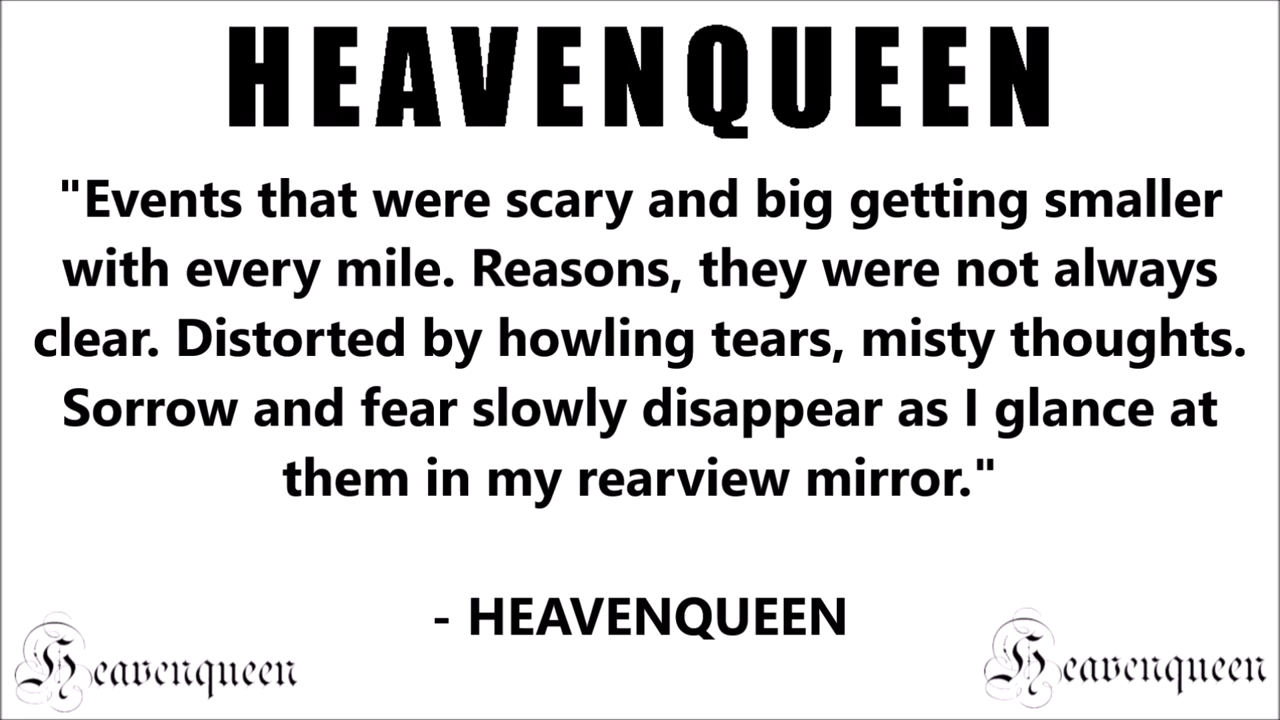 HEAVENQUEEN
"Events that were scary and big getting smaller
with every mile. Reasons, they were not always
clear. Distorted by howling tears, misty thoughts.
Sorrow and fear slowly disappear as I glance at
them in my rearview mirror."
- HEAVENQUEEN
Heavenqueen
Heavenqueen